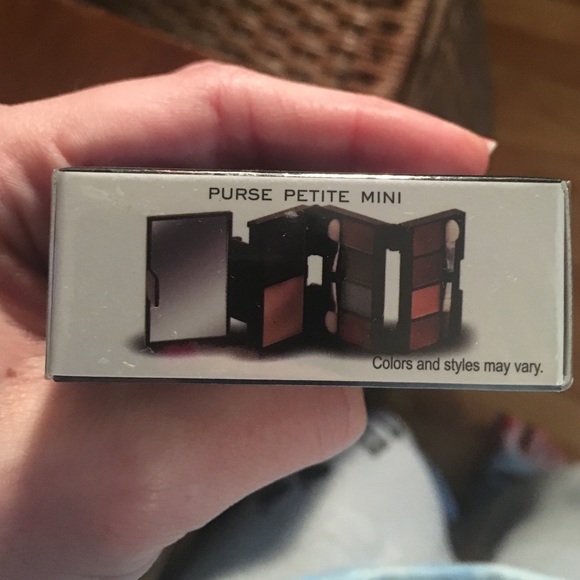 PURSE PETITE MINI
Colors and styles may vary.